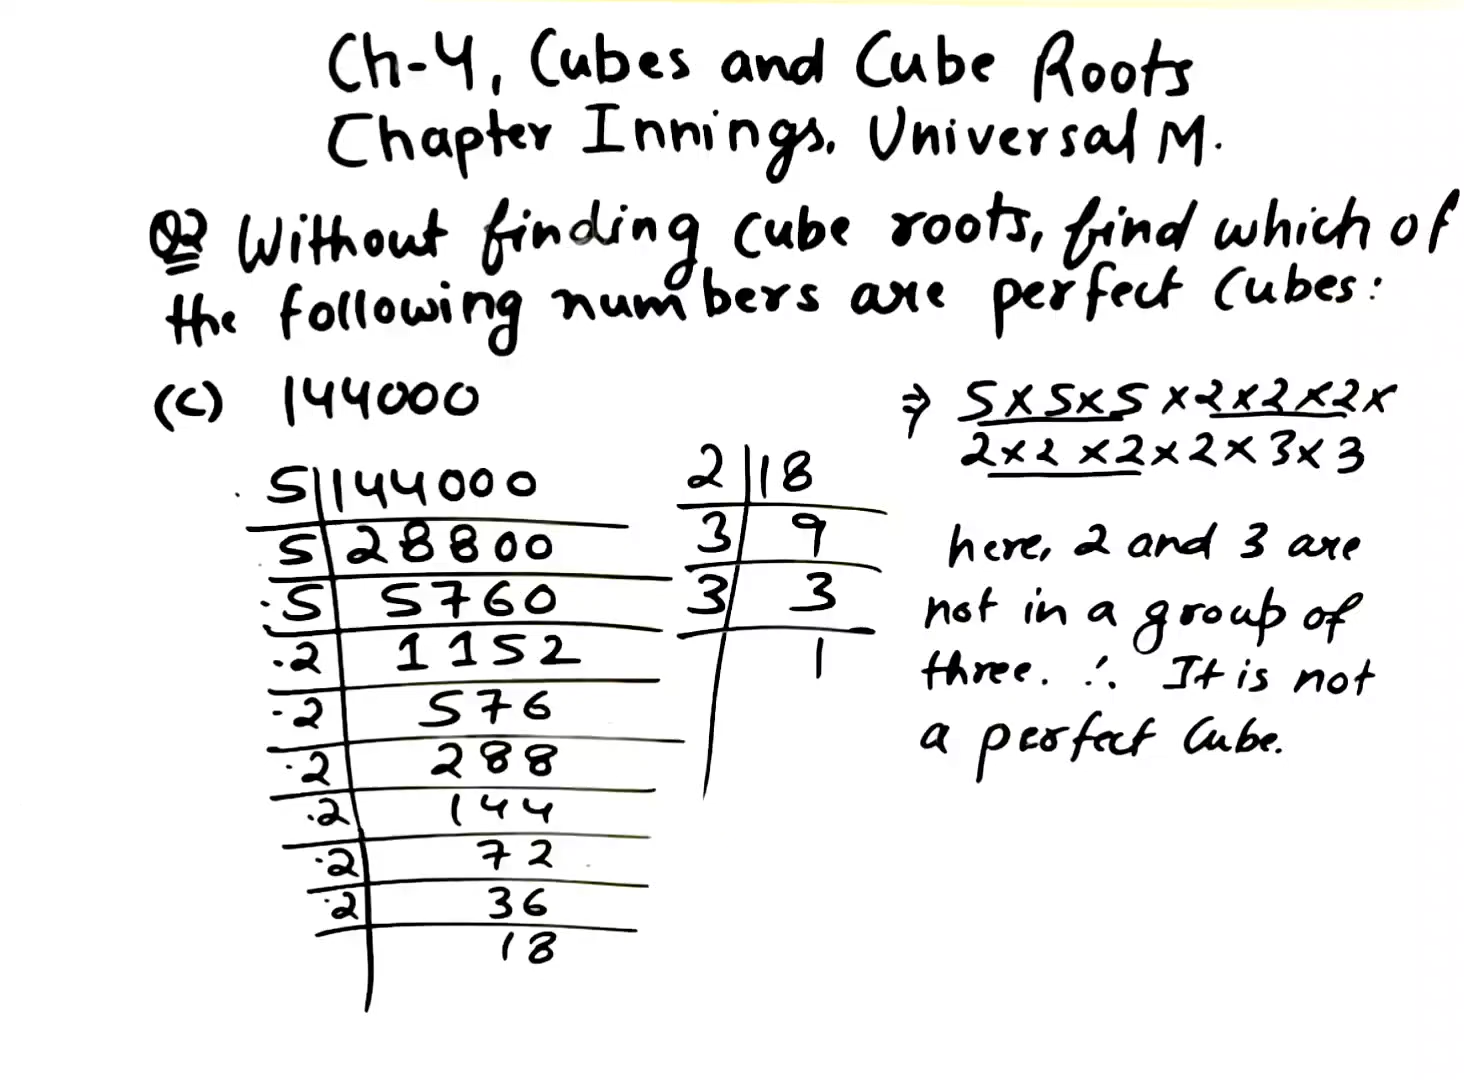 Ch-4, Cubes and Cube Roots
Chapter Innings. Universal M.
Q2 Without finding cube roots, find which of
the following numbers are perfect cubes:
(C) 144000
5 | 144000
5 | 28800
5 | 5760
2 | 1152
2 | 576
2 | 288
2 | 144
2 | 72
2 | 36
18
2 | 18
3 | 9
3 | 3
1
⇒ 5×5×5×2×2×2×
2×2×2×2×3×3
here, 2 and 3 are
not in a group of
three. ∴ It is not
a perfect cube.